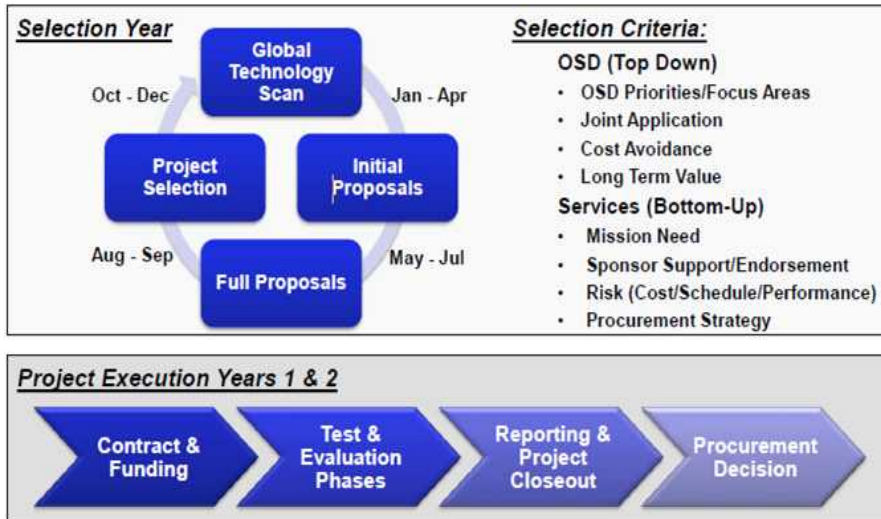 Selection Year
Global
Technology
Scan
Oct - Dec
Jan - Apr
Project
Selection
Initial
Proposals
Aug - Sep
May - Jul
Full Proposals
Selection Criteria:
OSD (Top Down)
• OSD Priorities/Focus Areas
• Joint Application
• Cost Avoidance
• Long Term Value
Services (Bottom-Up)
• Mission Need
• Sponsor Support/Endorsement
• Risk (Cost/Schedule/Performance)
• Procurement Strategy
Project Execution Years 1 & 2
Contract &
Funding
Test &
Evaluation
Phases
Reporting &
Project
Closeout
Procurement
Decision